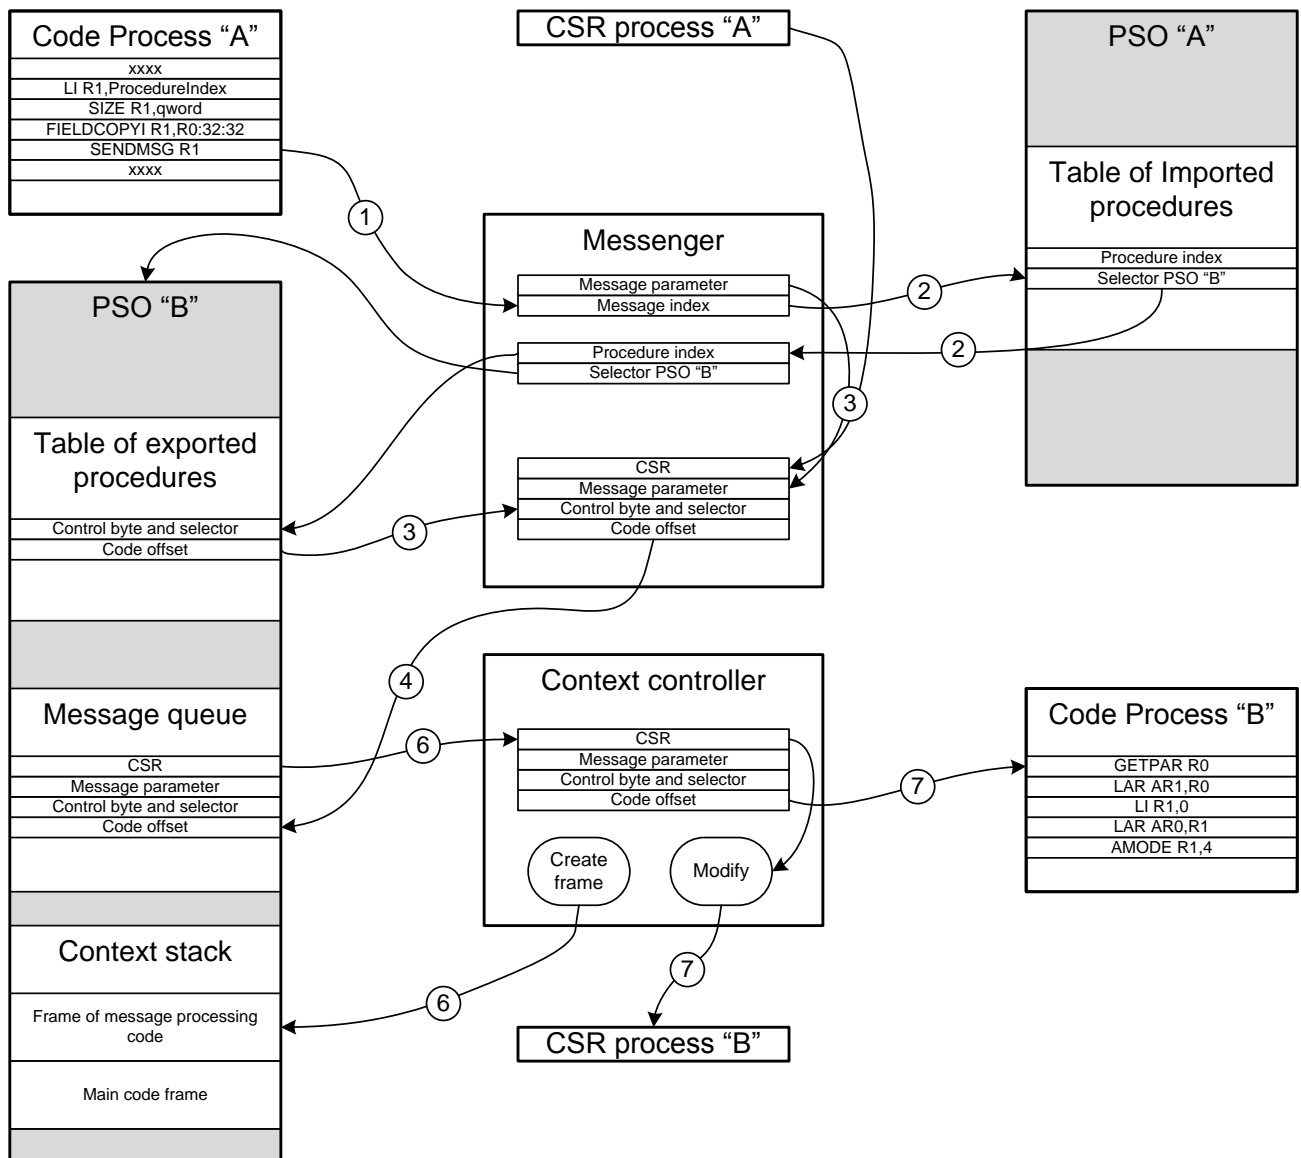 Code Process “A”
xxxx
LI R1,ProcedureIndex
SIZE R1,qword
FIELDCOPYI R1,R0:32:32
SENDMSG R1
xxxx
CSR process “A”
PSO “A”
Table of Imported
procedures
Procedure index
Selector PSO “B”
1
2
2
3
Messenger
Message parameter
Message index
Procedure index
Selector PSO “B”
CSR
Message parameter
Control byte and selector
Code offset
PSO “B”
Table of exported
procedures
Control byte and selector
Code offset
3
4
Message queue
CSR
Message parameter
Control byte and selector
Code offset
6
Context controller
CSR
Message parameter
Control byte and selector
Code offset
Create
frame
Modify
7
Code Process “B”
GETPAR R0
LAR AR1,R0
LI R1,0
LAR AR0,R1
AMODE R1,4
Context stack
Frame of message processing
code
Main code frame
6
7
CSR process “B”